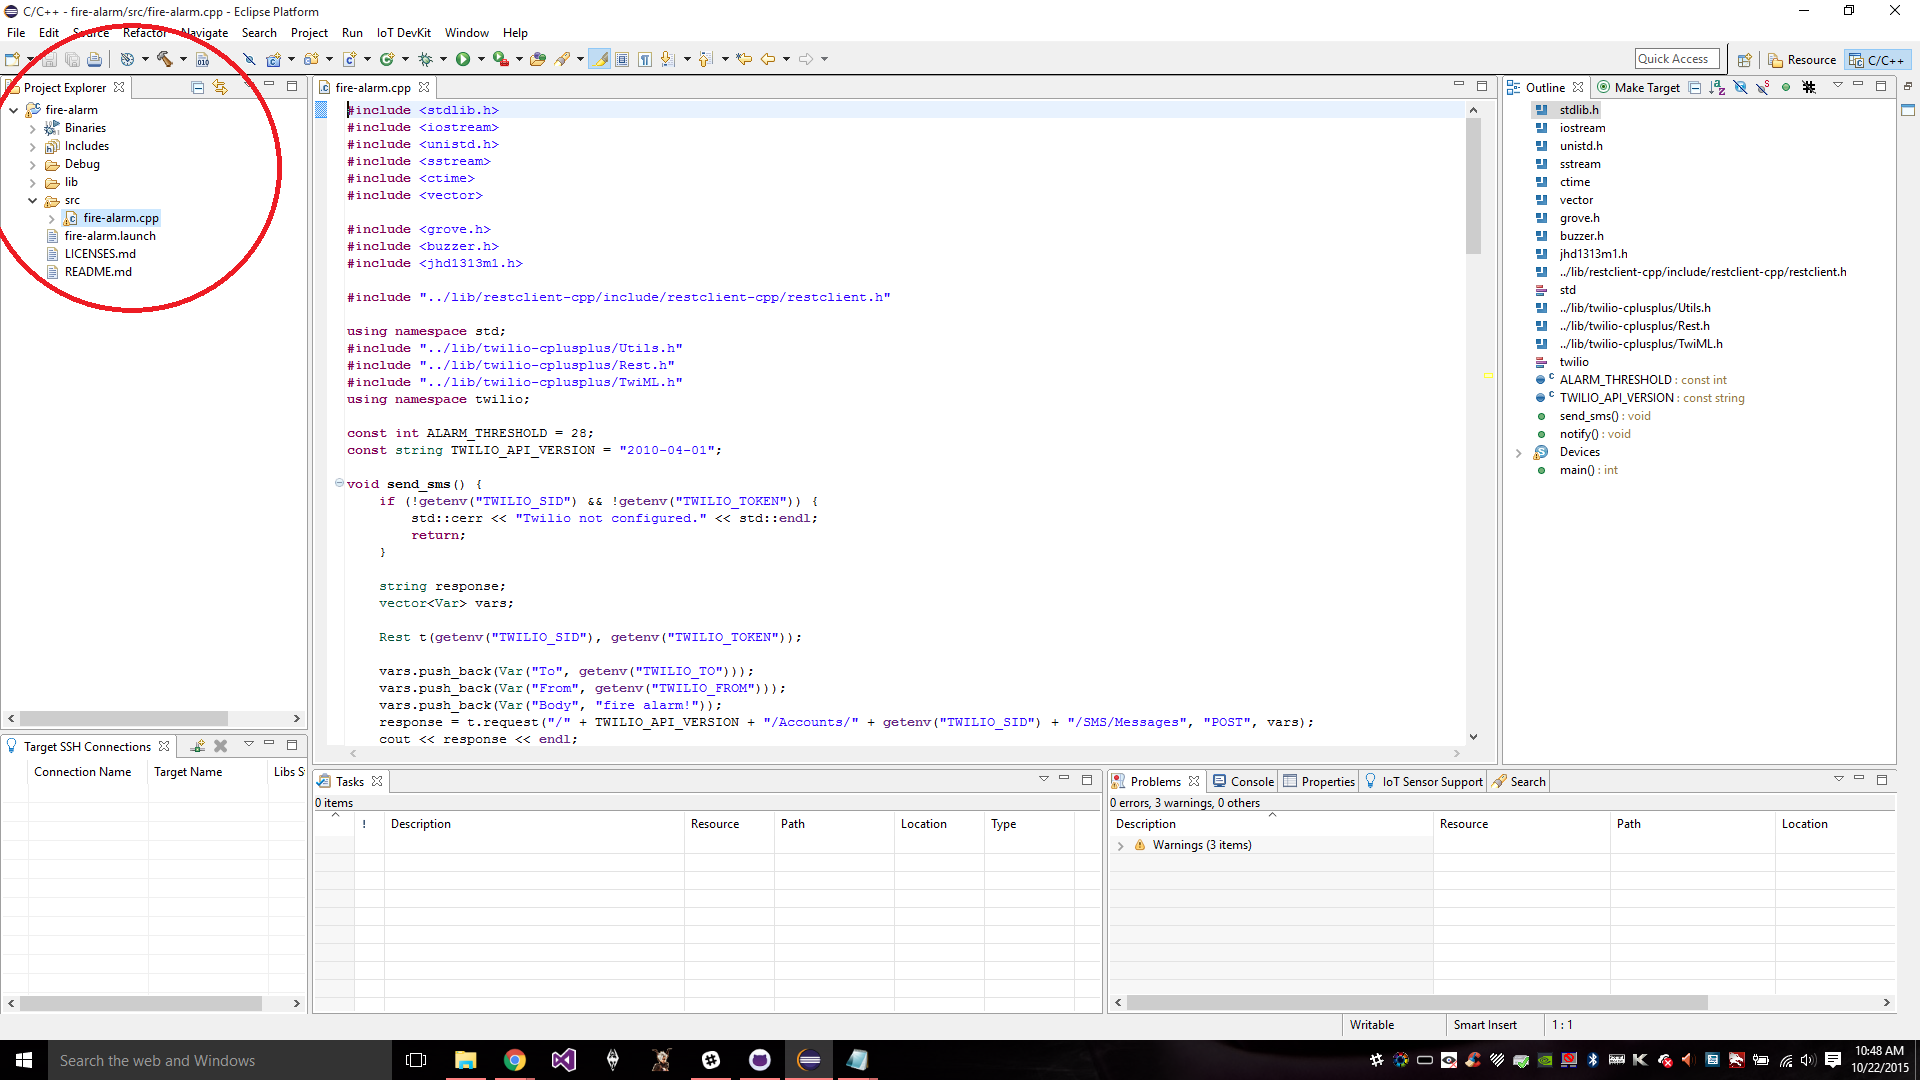 C/C++ - fire-alarm/src/fire-alarm.cpp - Eclipse Platform
File Edit Source Refactor Navigate Search Project Run IoT DevKit Window Help
Quick Access Resource C/C++
Project Explorer
fire-alarm
Binaries
Includes
Debug
lib
src
fire-alarm.cpp
fire-alarm.launch
LICENSES.md
README.md
Target SSH Connections
Connection Name Target Name Libs S
fire-alarm.cpp
#include <stdlib.h>
#include <iostream>
#include <unistd.h>
#include <sstream>
#include <ctime>
#include <vector>
#include <grove.h>
#include <buzzer.h>
#include <jhd1313m1.h>
#include "../lib/restclient-cpp/include/restclient-cpp/restclient.h"
using namespace std;
#include "../lib/twilio-cplusplus/Utils.h"
#include "../lib/twilio-cplusplus/Rest.h"
#include "../lib/twilio-cplusplus/TwiML.h"
using namespace twilio;
const int ALARM_THRESHOLD = 28;
const string TWILIO_API_VERSION = "2010-04-01";
void send_sms() {
if (!getenv("TWILIO_SID") && !getenv("TWILIO_TOKEN")) {
std::cerr << "Twilio not configured." << std::endl;
return;
}
string response;
vector<Var> vars;
Rest t(getenv("TWILIO_SID"), getenv("TWILIO_TOKEN"));
vars.push_back(Var("To", getenv("TWILIO_TO")));
vars.push_back(Var("From", getenv("TWILIO_FROM")));
vars.push_back(Var("Body", "fire alarm!"));
response = t.request("/" + TWILIO_API_VERSION + "/Accounts/" + getenv("TWILIO_SID") + "/SMS/Messages", "POST", vars);
cout << response << endl;
Outline Make Target
stdlib.h
iostream
unistd.h
sstream
ctime
vector
grove.h
buzzer.h
jhd1313m1.h
../lib/restclient-cpp/include/restclient-cpp/restclient.h
std
../lib/twilio-cplusplus/Utils.h
../lib/twilio-cplusplus/Rest.h
../lib/twilio-cplusplus/TwiML.h
twilio
ALARM_THRESHOLD : const int
TWILIO_API_VERSION : const string
send_sms() : void
notify() : void
Devices
main() : int
Tasks
0 items
! Description Resource Path Location Type
Problems Console Properties IoT Sensor Support Search
0 errors, 3 warnings, 0 others
Description Resource Path Location
Warnings (3 items)
Writable Smart Insert 1 : 1
Search the web and Windows
10:48 AM
10/22/2015